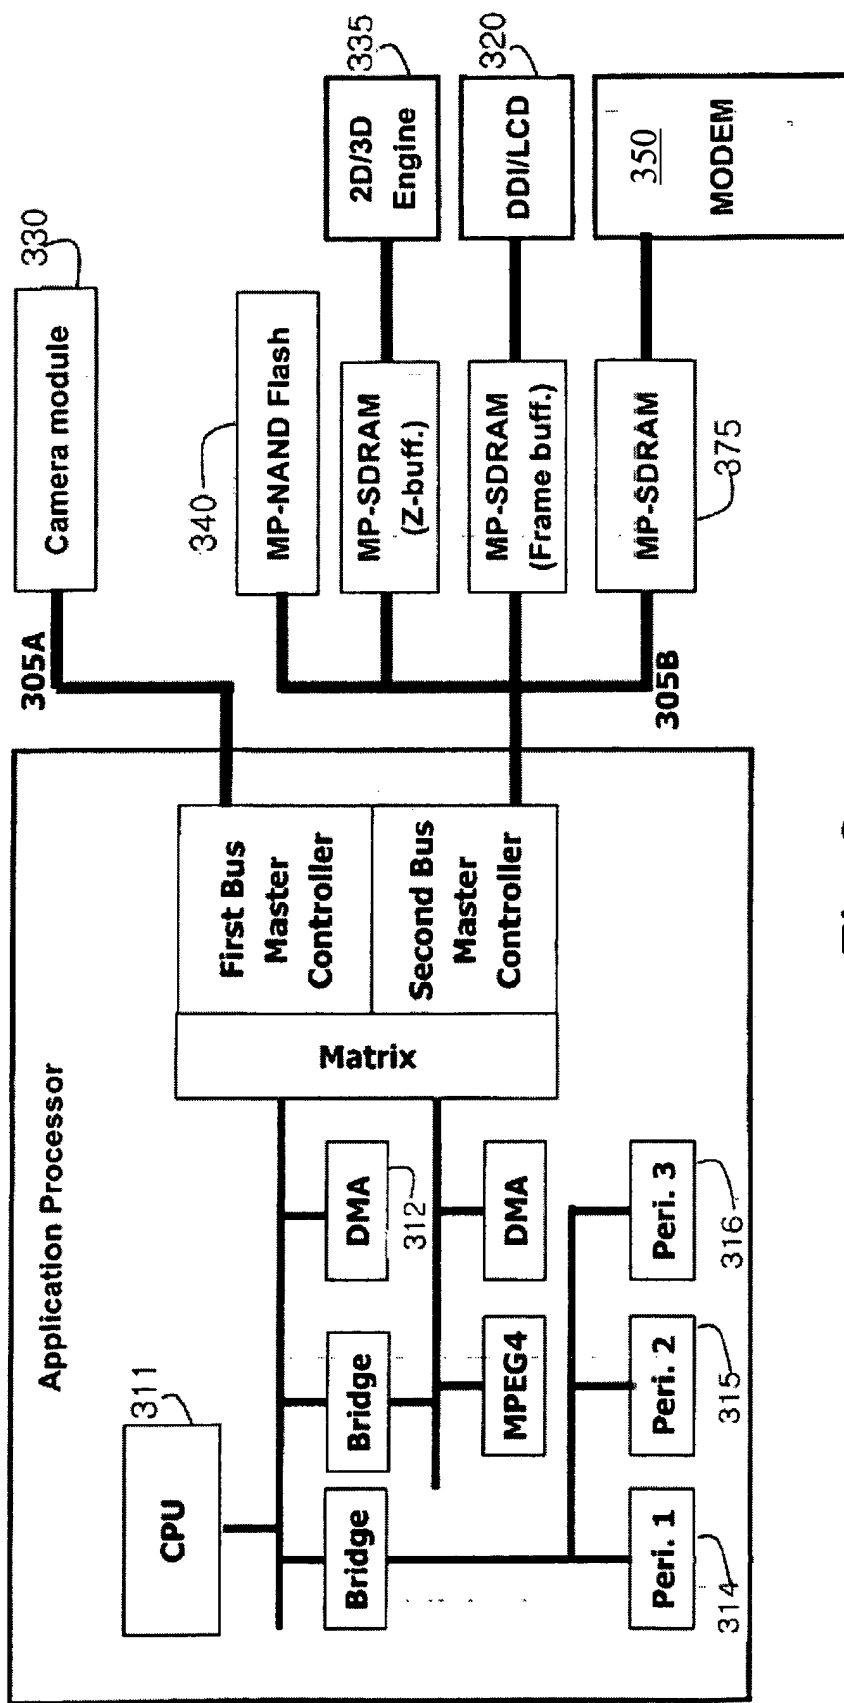 Application Processor
CPU
311
Bridge
Bridge
DMA
312
MPEG4
DMA
Peri. 1
314
Peri. 2
315
Peri. 3
316
Matrix
First Bus
Master
Controller
Second Bus
Master
Controller
305A
305B
Camera module
330
340
MP-NAND Flash
MP-SDRAM
(Z-buff.)
2D/3D
Engine
335
MP-SDRAM
(Frame buff.)
DDI/LCD
320
MP-SDRAM
375
350
MODEM